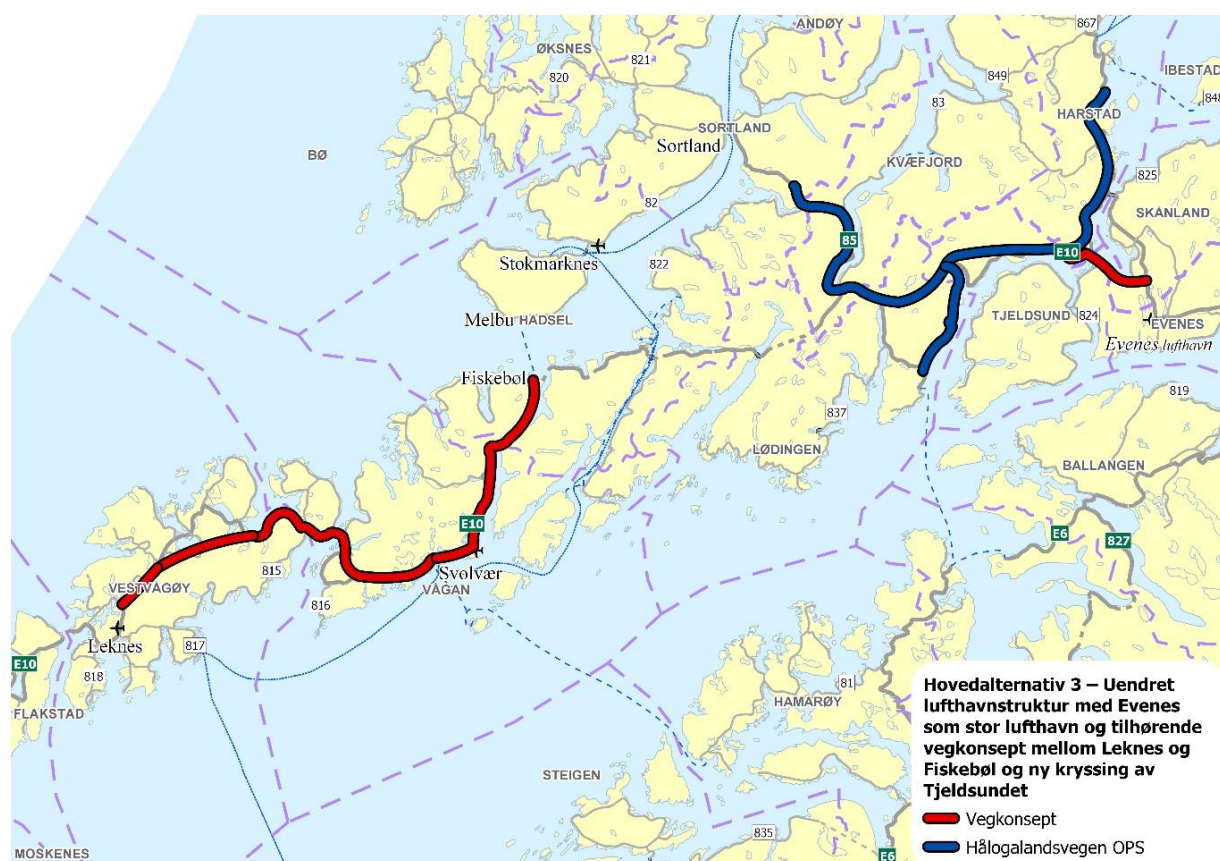 867
ANDØY
ØKSNES
821
820
849
IBESTAD
848
83
HARSTAD
SORTLAND
Sortland
BØ
KVÆFJORD
825
82
SKÅNLAND
85
E10
Stokmarknes
822
TJELDSUND
824
EVENES
Evenes lufthavn
Melbu
HADSEL
Fiskebøl
819
837
LØDINGEN
BALLANGEN
E10
E6
827
Svolvær
VÅGAN
815
VESTVÅGØY
816
Leknes
817
E10
818
FLAKSTAD
81
HAMARØY
STEIGEN
835
E6
MOSKENES
Hovedalternativ 3 – Uendret
lufthavnstruktur med Evenes
som stor lufthavn og tilhørende
vegkonsept mellom Leknes og
Fiskebøl og ny kryssing av
Tjeldsundet
Vegkonsept
Hålogalandsvegen OPS